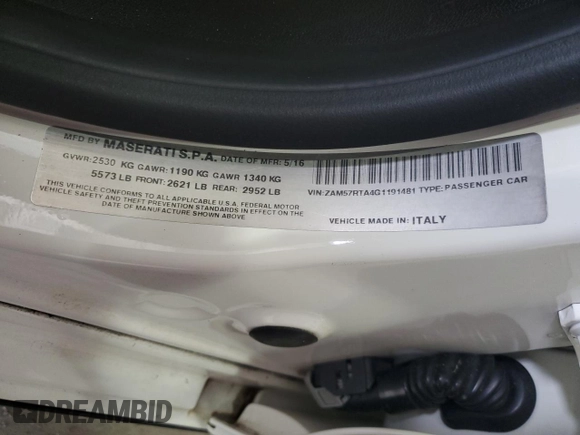 MFD BY MASERATI S.P.A. DATE OF MFR: 5/16
GVWR: 2530 KG GAWR: 1190 KG GAWR 1340 KG
5573 LB FRONT: 2621 LB REAR: 2952 LB
THIS VEHICLE CONFORMS TO ALL APPLICABLE U.S.A. FEDERAL MOTOR
VEHICLE SAFETY AND THEFT PREVENTION STANDARDS IN EFFECT ON THE
DATE OF MANUFACTURE SHOWN ABOVE
VIN: ZAM57RTA4G1191481 TYPE: PASSENGER CAR
VEHICLE MADE IN: ITALY
DREAMBID